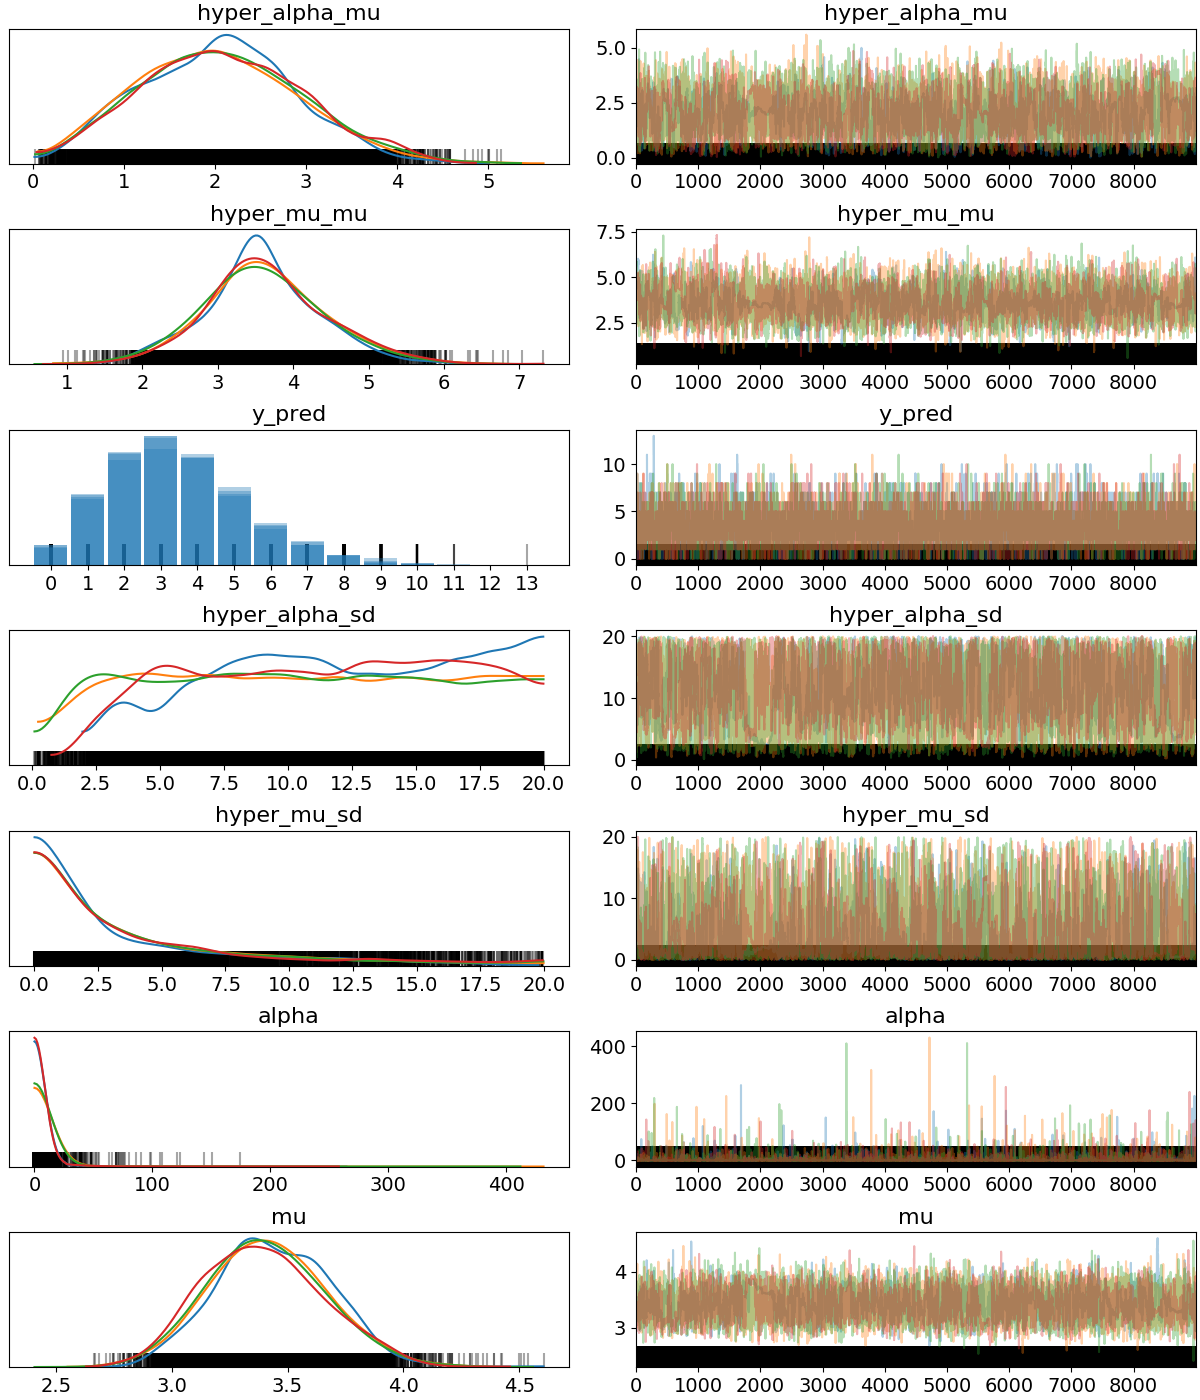 hyper_alpha_mu hyper_alpha_mu
5.0
2.5
0.0
0 1 2 3 4 5 0 1000 2000 3000 4000 5000 6000 7000 8000
hyper_mu_mu hyper_mu_mu
7.5
5.0
2.5
1 2 3 4 5 6 7 0 1000 2000 3000 4000 5000 6000 7000 8000
y_pred y_pred
10
5
0
0 1 2 3 4 5 6 7 8 9 10 11 12 13 0 1000 2000 3000 4000 5000 6000 7000 8000
hyper_alpha_sd hyper_alpha_sd
20
10
0
0.0 2.5 5.0 7.5 10.0 12.5 15.0 17.5 20.0 0 1000 2000 3000 4000 5000 6000 7000 8000
hyper_mu_sd hyper_mu_sd
20
10
0
0.0 2.5 5.0 7.5 10.0 12.5 15.0 17.5 20.0 0 1000 2000 3000 4000 5000 6000 7000 8000
alpha alpha
400
200
0
0 100 200 300 400 0 1000 2000 3000 4000 5000 6000 7000 8000
mu mu
4
3
2.5 3.0 3.5 4.0 4.5 0 1000 2000 3000 4000 5000 6000 7000 8000